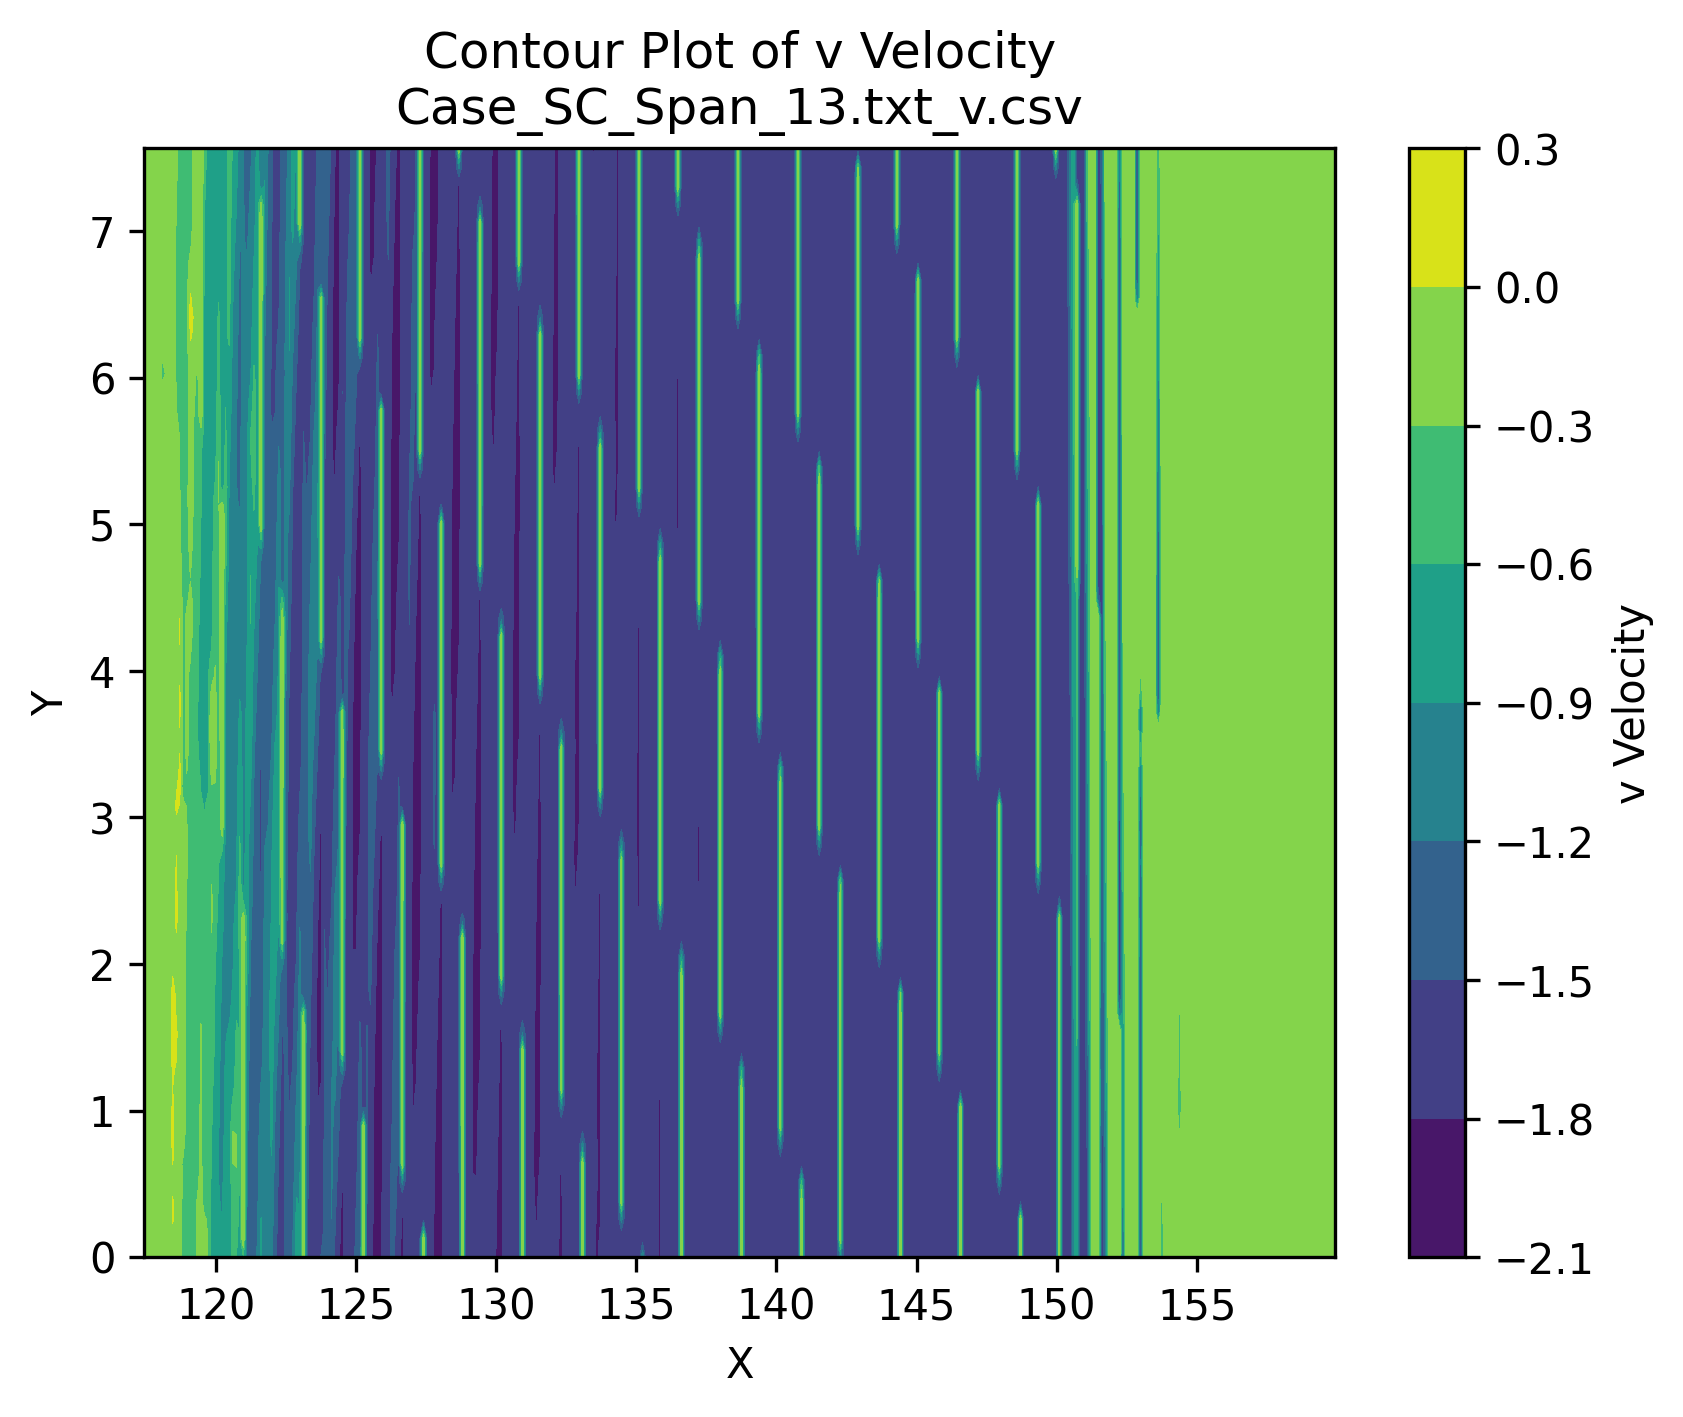 Contour Plot of v Velocity
Case_SC_Span_13.txt_v.csv
Y
7
6
5
4
3
2
1
0
120 125 130 135 140 145 150 155
X
0.3
0.0
−0.3
−0.6
−0.9
−1.2
−1.5
−1.8
−2.1
v Velocity